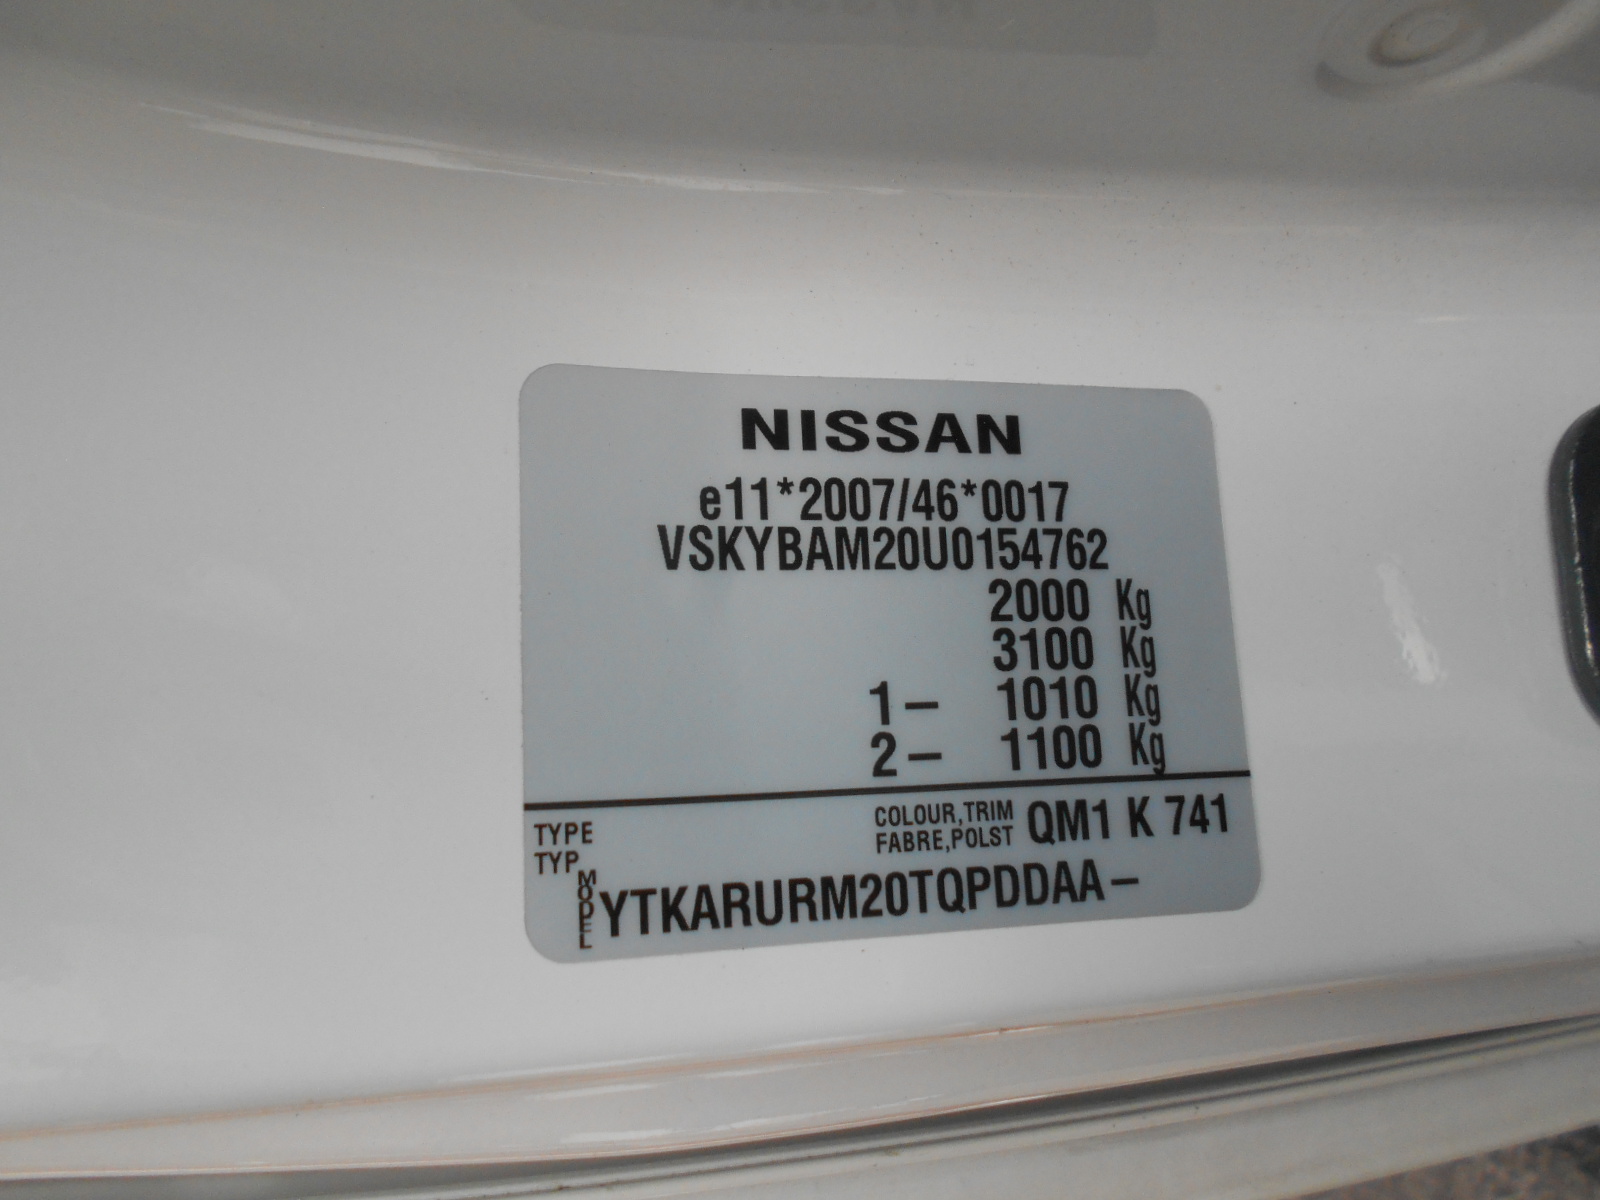 NISSAN
e11*2007/46*0017
VSKYBAM20U0154762
2000 Kg
3100 Kg
1- 1010 Kg
2- 1100 Kg
TYPE
TYP
COLOUR,TRIM
FABRE,POLST
QM1 K 741
MODEL
YTKARURM20TQPDDAA-